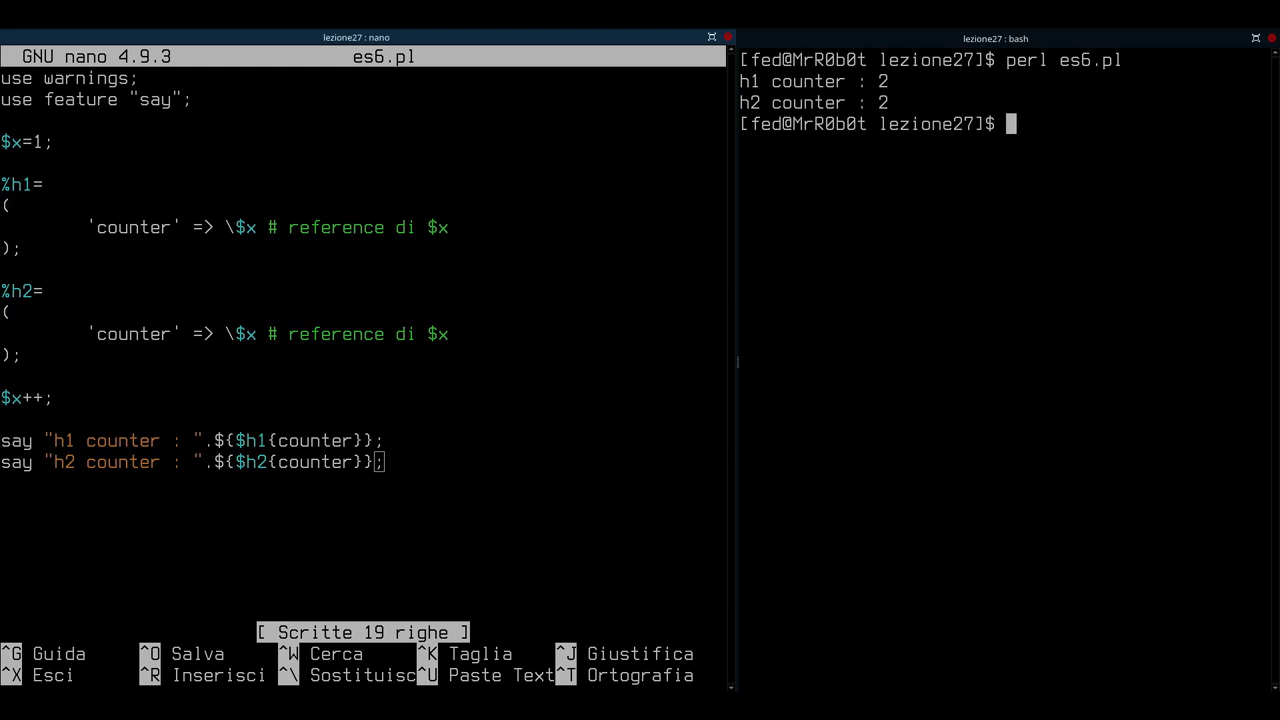 lezione27 : nano
GNU nano 4.9.3 es6.pl
use warnings;
use feature "say";
$x=1;
%h1=
(
'counter' => \$x # reference di $x
);
%h2=
(
'counter' => \$x # reference di $x
);
$x++;
say "h1 counter : ".${$h1{counter}};
say "h2 counter : ".${$h2{counter}};
[ Scritte 19 righe ]
^G Guida ^O Salva ^W Cerca ^K Taglia ^J Giustifica
^X Esci ^R Inserisci ^\ Sostituisc ^U Paste Text ^T Ortografia
lezione27 : bash
[fed@MrR0b0t lezione27]$ perl es6.pl
h1 counter : 2
h2 counter : 2
[fed@MrR0b0t lezione27]$